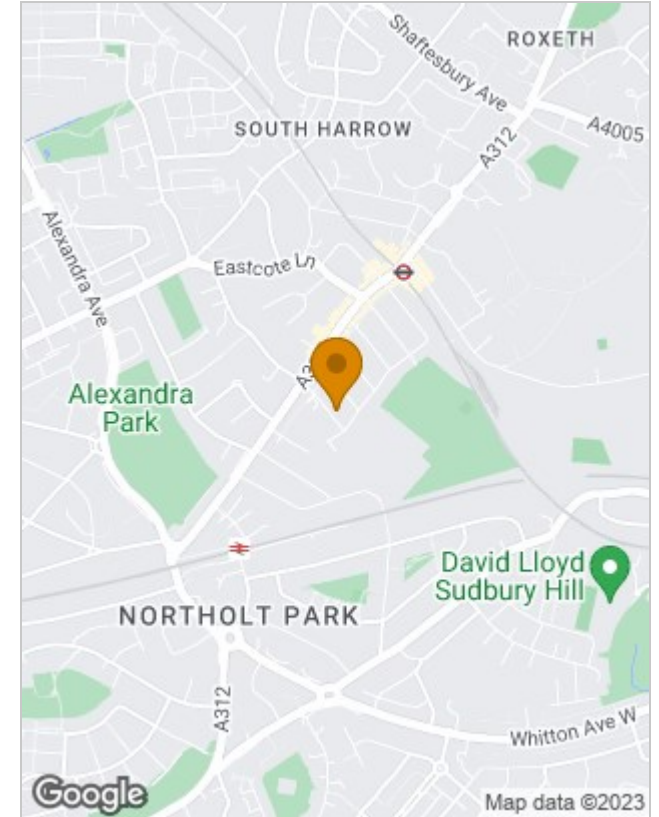 ROXETH
Shaftesbury Ave
A4005
SOUTH HARROW
A312
Alexandra Ave
Eastcote Ln
Alexandra
Park
David Lloyd
Sudbury Hill
NORTHOLT PARK
A312
Whitton Ave W
Google
Map data ©2023